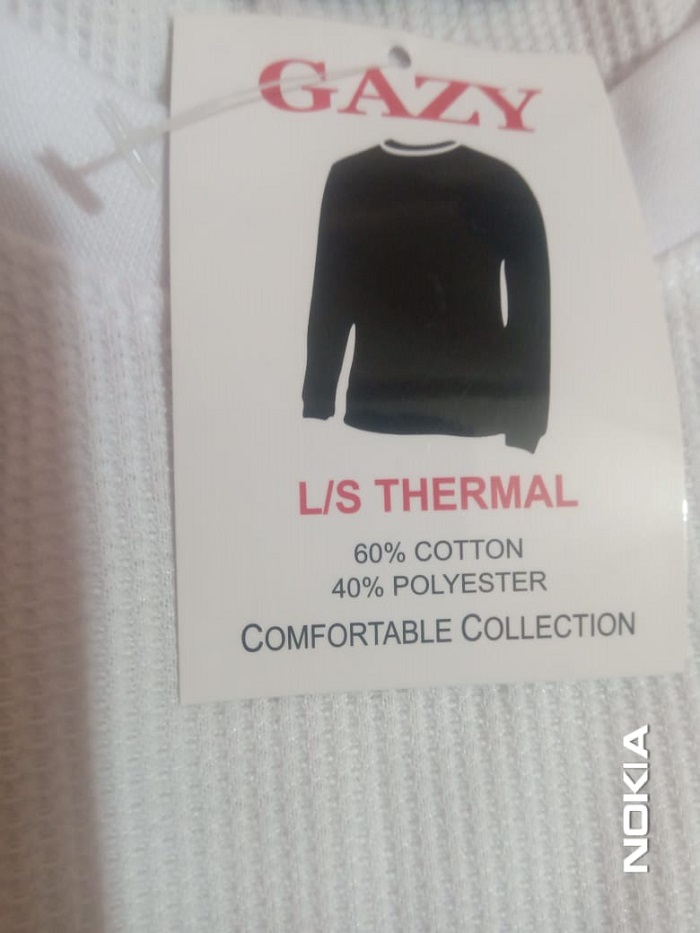 GAZY
L/S THERMAL
60% COTTON
40% POLYESTER
COMFORTABLE COLLECTION
NOKIA